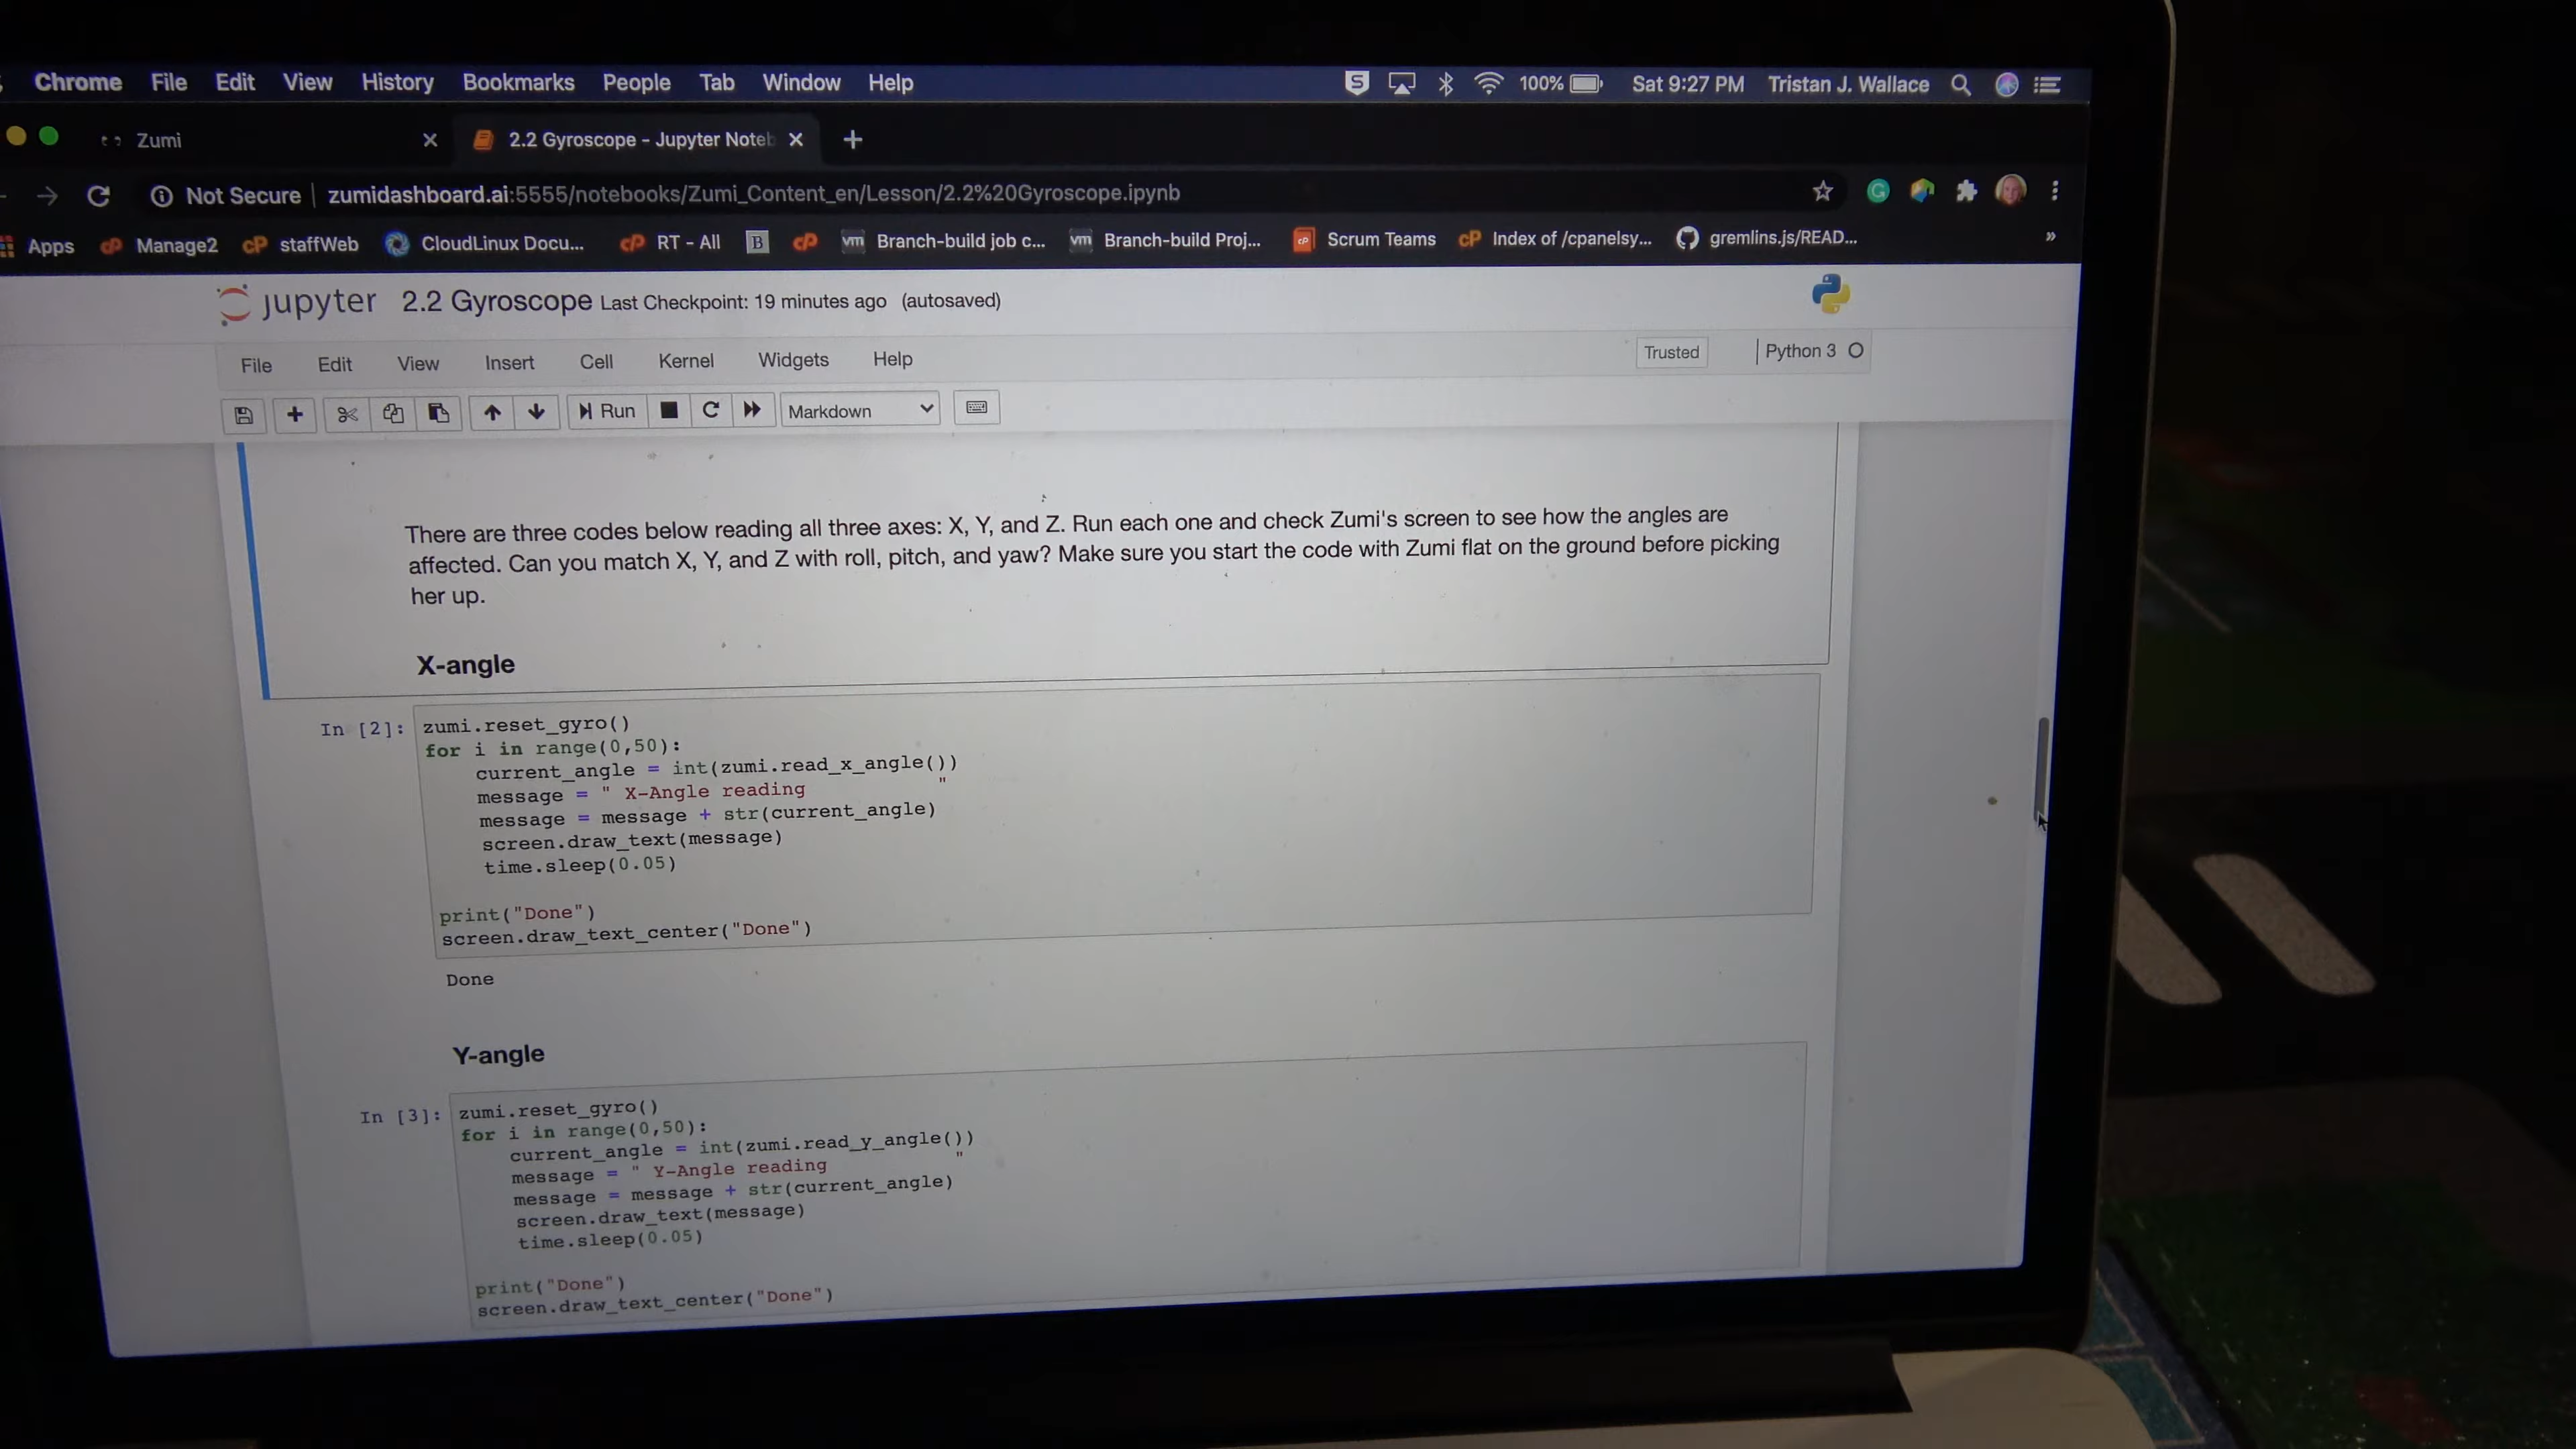 Chrome File Edit View History Bookmarks People Tab Window Help 100% Sat 9:27 PM Tristan J. Wallace
Zumi 2.2 Gyroscope - Jupyter Noteb
Not Secure zumidashboard.ai:5555/notebooks/Zumi_Content_en/Lesson/2.2%20Gyroscope.ipynb
Apps Manage2 staffWeb CloudLinux Docu... RT - All Branch-build job c... Branch-build Proj... Scrum Teams Index of /cpanelsy... gremlins.js/READ... »
jupyter 2.2 Gyroscope Last Checkpoint: 19 minutes ago (autosaved)
File Edit View Insert Cell Kernel Widgets Help Trusted Python 3
Run Markdown
There are three codes below reading all three axes: X, Y, and Z. Run each one and check Zumi's screen to see how the angles are
affected. Can you match X, Y, and Z with roll, pitch, and yaw? Make sure you start the code with Zumi flat on the ground before picking
her up.
X-angle
In [2]: zumi.reset_gyro()
for i in range(0,50):
    current_angle = int(zumi.read_x_angle())
    message = " X-Angle reading             "
    message = message + str(current_angle)
    screen.draw_text(message)
    time.sleep(0.05)
print("Done")
screen.draw_text_center("Done")
Done
Y-angle
In [3]: zumi.reset_gyro()
for i in range(0,50):
    current_angle = int(zumi.read_y_angle())
    message = " Y-Angle reading             "
    message = message + str(current_angle)
    screen.draw_text(message)
    time.sleep(0.05)
print("Done")
screen.draw_text_center("Done")